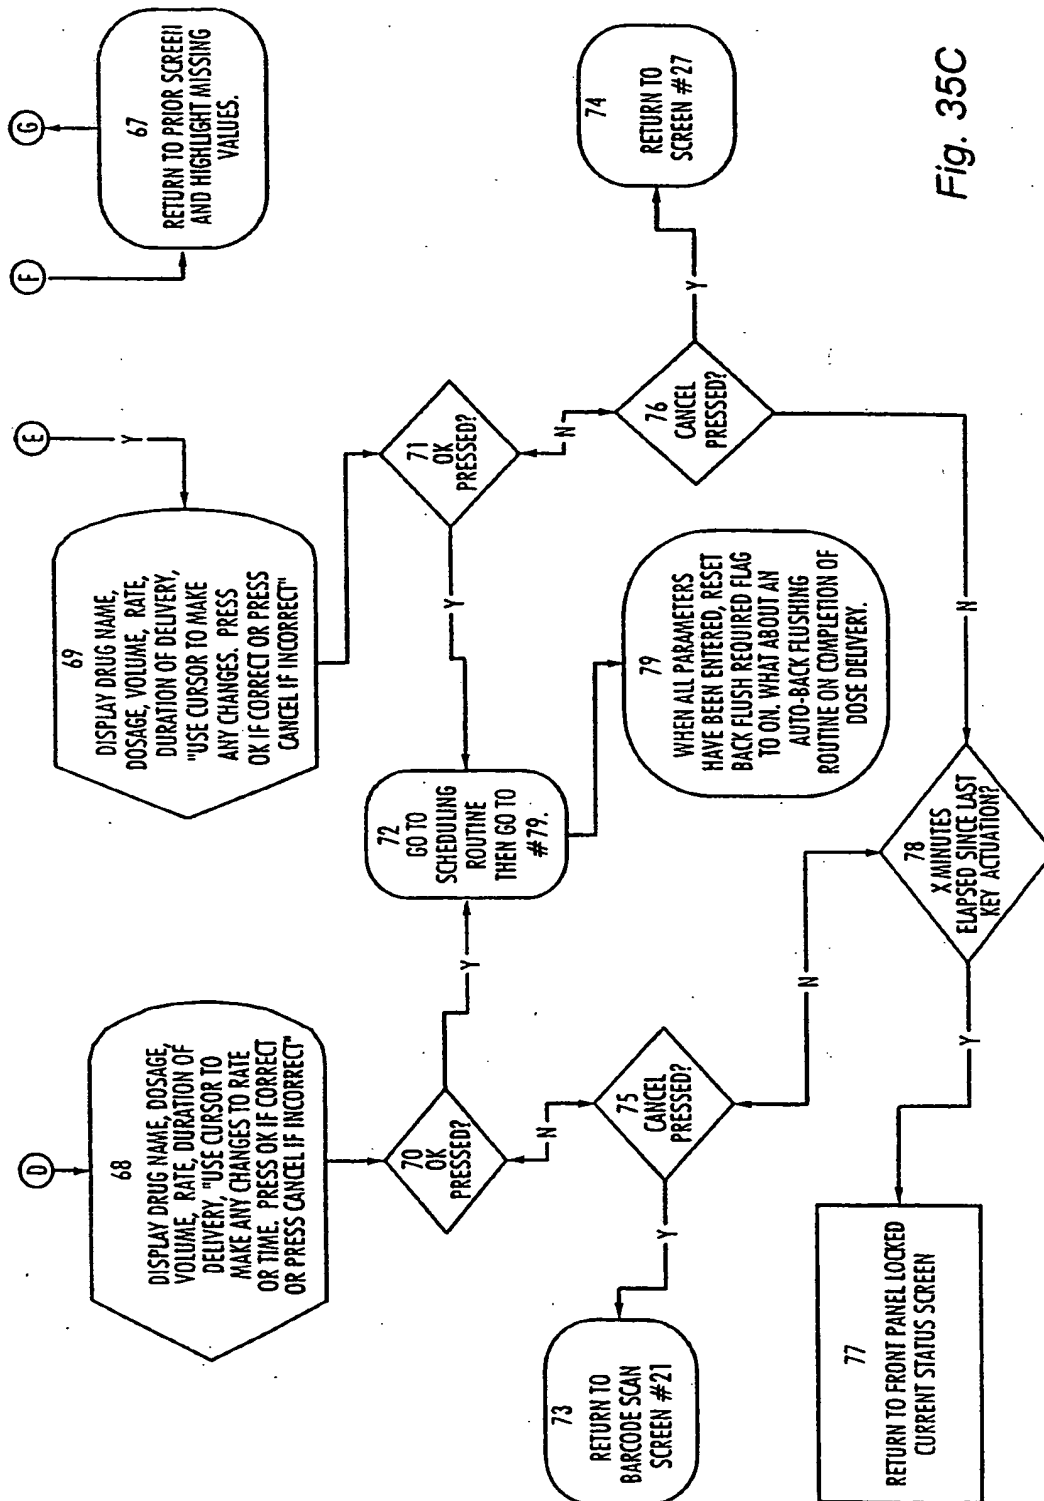 D
E
F
G
68
DISPLAY DRUG NAME, DOSAGE,
VOLUME, RATE, DURATION OF
DELIVERY, "USE CURSOR TO
MAKE ANY CHANGES TO RATE
OR TIME. PRESS OK IF CORRECT
OR PRESS CANCEL IF INCORRECT"
69
DISPLAY DRUG NAME,
DOSAGE, VOLUME, RATE,
DURATION OF DELIVERY,
"USE CURSOR TO MAKE
ANY CHANGES. PRESS
OK IF CORRECT OR PRESS
CANCEL IF INCORRECT"
Y
67
RETURN TO PRIOR SCREEN
AND HIGHLIGHT MISSING
VALUES.
70
OK
PRESSED?
Y
72
GO TO
SCHEDULING
ROUTINE
THEN GO TO
#79.
Y
71
OK
PRESSED?
N
N
73
RETURN TO
BARCODE SCAN
SCREEN #21
Y
75
CANCEL
PRESSED?
79
WHEN ALL PARAMETERS
HAVE BEEN ENTERED, RESET
BACK FLUSH REQUIRED FLAG
TO ON. WHAT ABOUT AN
AUTO-BACK FLUSHING
ROUTINE ON COMPLETION OF
DOSE DELIVERY.
76
CANCEL
PRESSED?
Y
74
RETURN TO
SCREEN #27
N
N
77
RETURN TO FRONT PANEL LOCKED
CURRENT STATUS SCREEN
Y
78
X MINUTES
ELAPSED SINCE LAST
KEY ACTUATION?
Fig. 35C